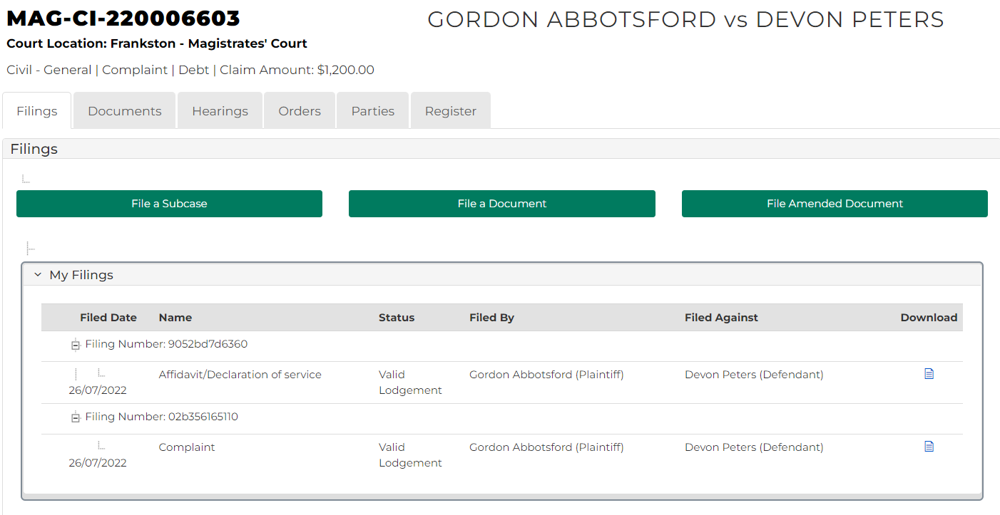 MAG-CI-220006603
GORDON ABBOTSFORD vs DEVON PETERS
Court Location: Frankston - Magistrates' Court
Civil - General | Complaint | Debt | Claim Amount: $1,200.00
Filings Documents Hearings Orders Parties Register
Filings
File a Subcase File a Document File Amended Document
My Filings
Filed Date Name Status Filed By Filed Against Download
Filing Number: 9052bd7d6360
Affidavit/Declaration of service Valid Gordon Abbotsford (Plaintiff) Devon Peters (Defendant)
26/07/2022 Lodgement
Filing Number: 02b356165110
Complaint Valid Gordon Abbotsford (Plaintiff) Devon Peters (Defendant)
26/07/2022 Lodgement